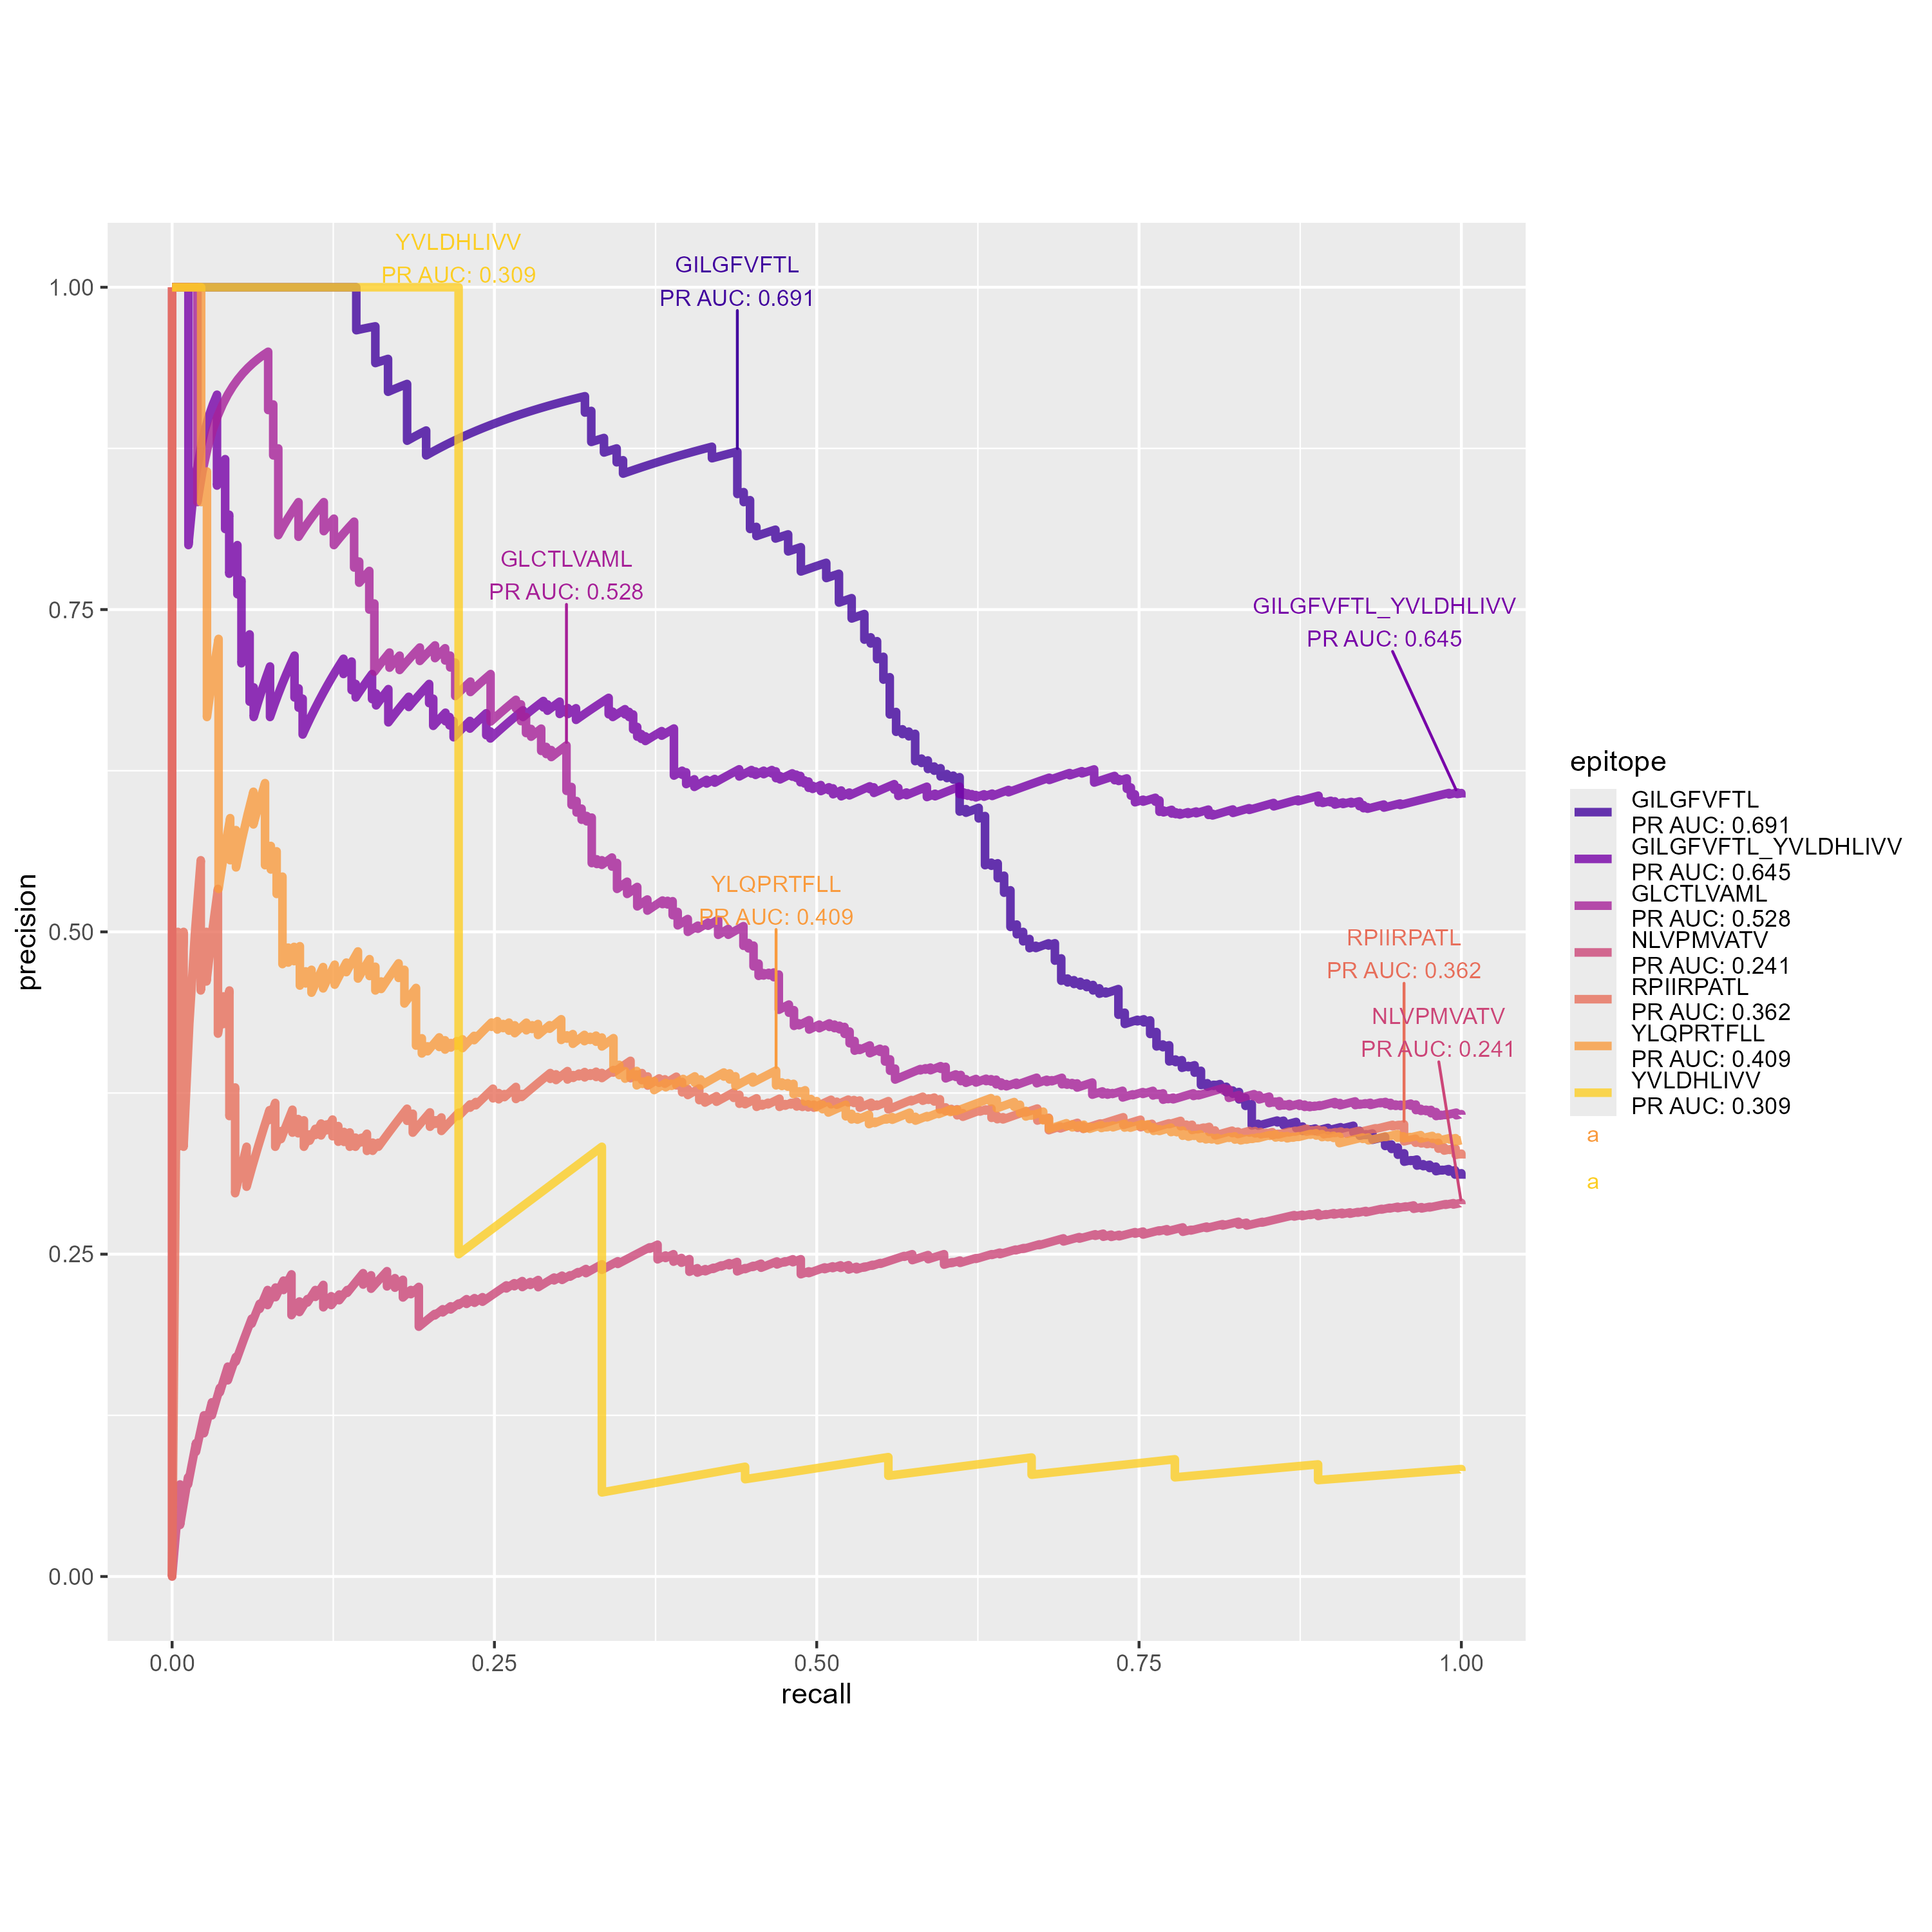 YVLDHLIVV
PR AUC: 0.309
GILGFVFTL
PR AUC: 0.691
GLCTLVAML
PR AUC: 0.528
GILGFVFTL_YVLDHLIVV
PR AUC: 0.645
YLQPRTFLL
PR AUC: 0.409
RPIIRPATL
PR AUC: 0.362
NLVPMVATV
PR AUC: 0.241
1.00
0.75
0.50
0.25
0.00
precision
0.00 0.25 0.50 0.75 1.00
recall
epitope
GILGFVFTL
PR AUC: 0.691
GILGFVFTL_YVLDHLIVV
PR AUC: 0.645
GLCTLVAML
PR AUC: 0.528
NLVPMVATV
PR AUC: 0.241
RPIIRPATL
PR AUC: 0.362
YLQPRTFLL
PR AUC: 0.409
YVLDHLIVV
PR AUC: 0.309
a
a